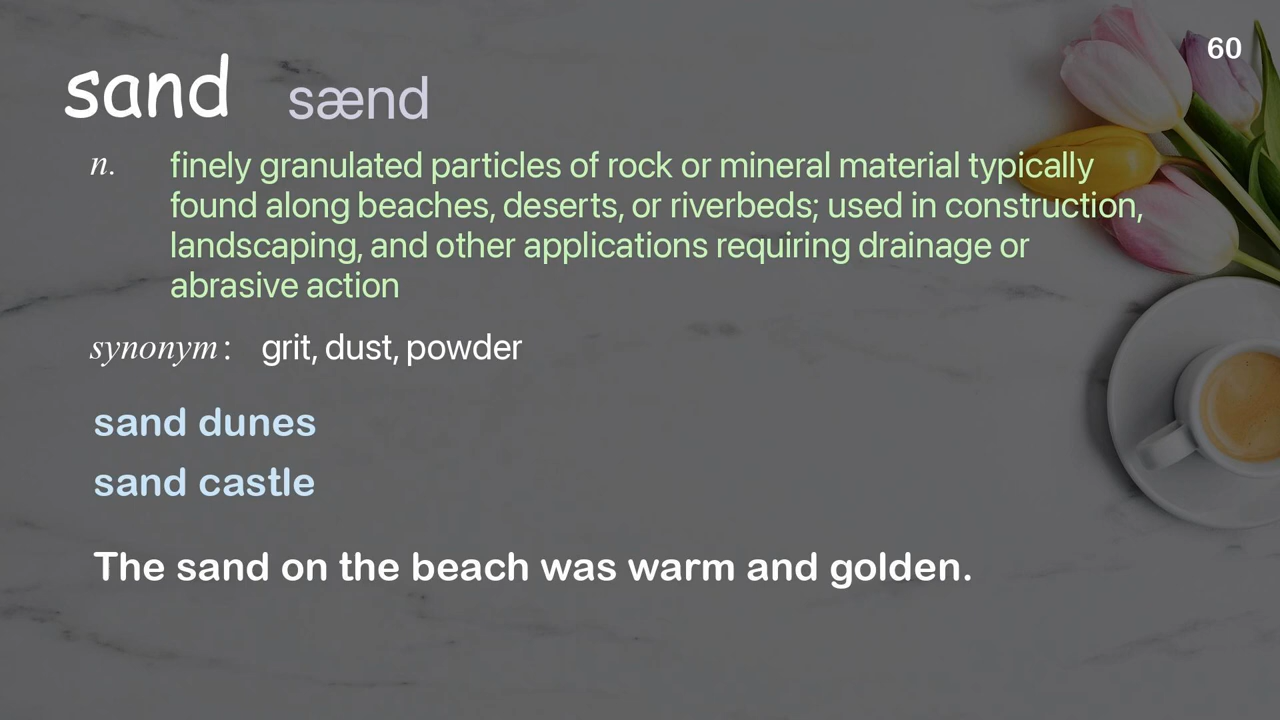 60
sand sænd
n. finely granulated particles of rock or mineral material typically
found along beaches, deserts, or riverbeds; used in construction,
landscaping, and other applications requiring drainage or
abrasive action
synonym: grit, dust, powder
sand dunes
sand castle
The sand on the beach was warm and golden.